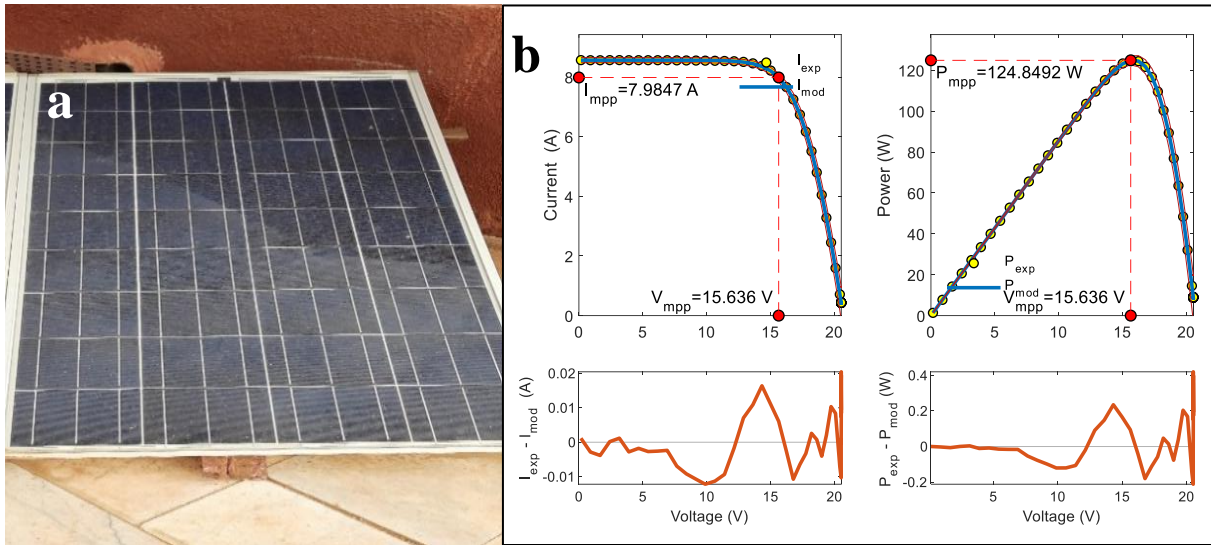 a
b
I_exp
I_mod
I_mpp=7.9847 A
V_mpp=15.636 V
Current (A)
8
6
4
2
0
0 5 10 15 20
P_mpp=124.8492 W
P_exp
P_mod
V_mpp=15.636 V
Power (W)
120
100
80
60
40
20
0
0 5 10 15 20
I_exp - I_mod (A)
0.02
0.01
0
-0.01
0 5 10 15 20
Voltage (V)
P_exp - P_mod (W)
0.4
0.2
0
-0.2
5 10 15 20
Voltage (V)